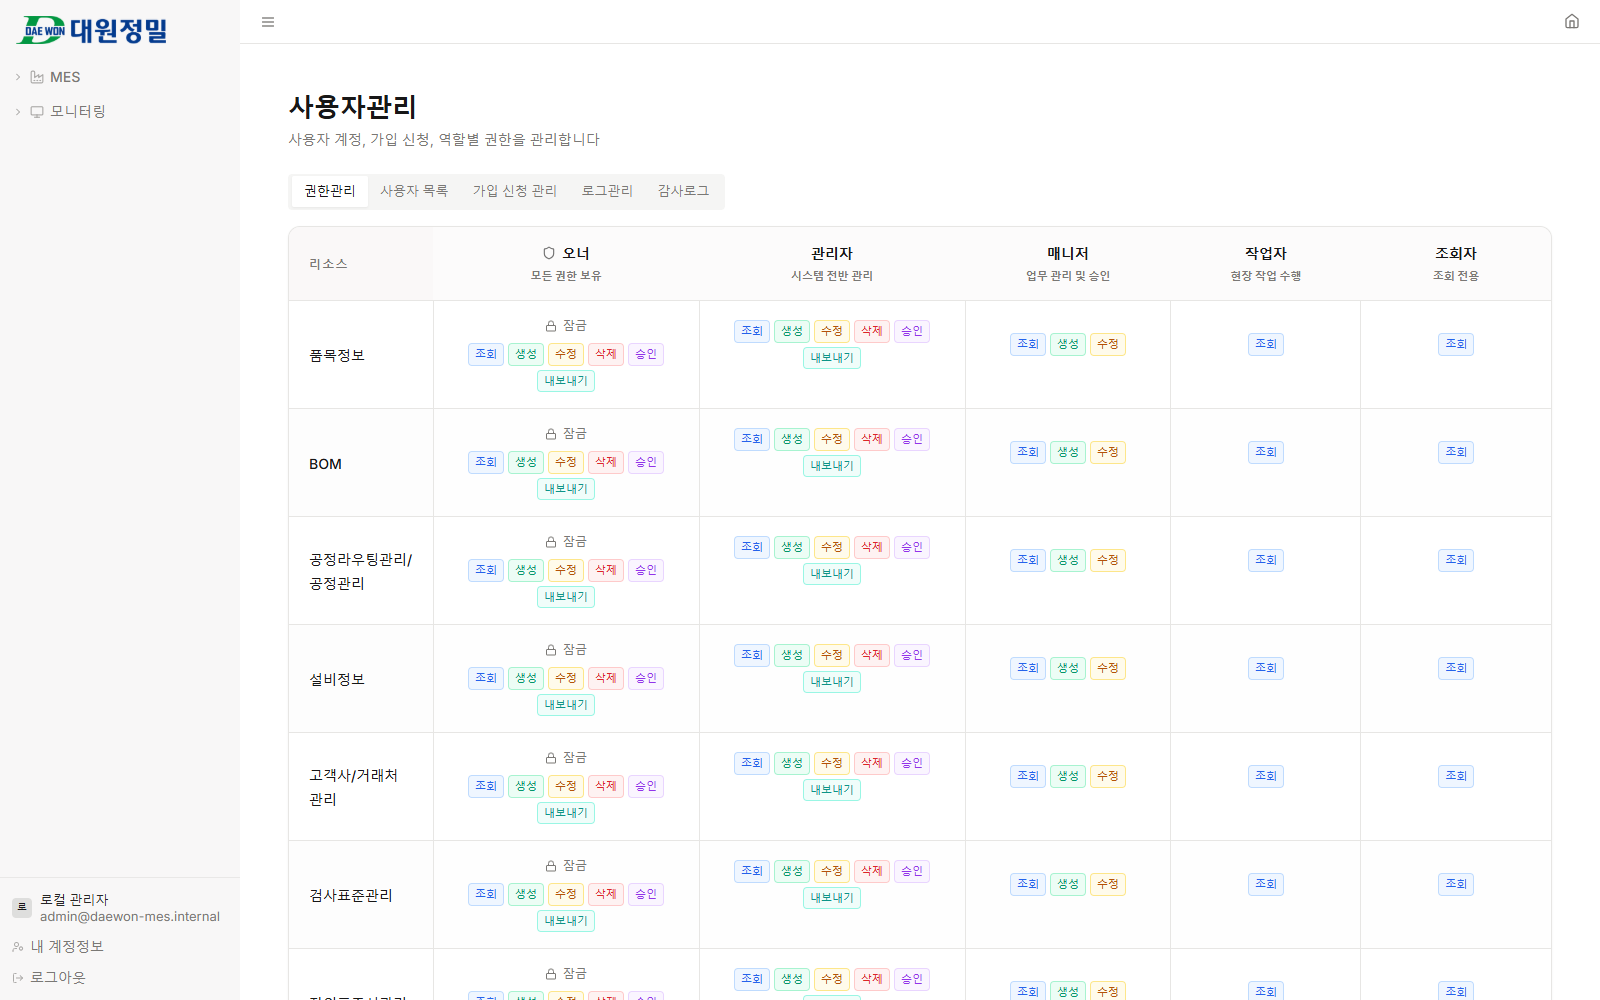 DAE WON 대원정밀
MES
모니터링
사용자관리
사용자 계정, 가입 신청, 역할별 권한을 관리합니다
권한관리 사용자 목록 가입 신청 관리 로그관리 감사로그
리소스 오너 관리자 매니저 작업자 조회자
모든 권한 보유 시스템 전반 관리 업무 관리 및 승인 현장 작업 수행 조회 전용
잠금
품목정보 조회 생성 수정 삭제 승인 조회 생성 수정 삭제 승인 조회 생성 수정 조회 조회
내보내기 내보내기
잠금
BOM 조회 생성 수정 삭제 승인 조회 생성 수정 삭제 승인 조회 생성 수정 조회 조회
내보내기 내보내기
잠금
공정라우팅관리/ 조회 생성 수정 삭제 승인 조회 생성 수정 삭제 승인 조회 생성 수정 조회 조회
공정관리 내보내기 내보내기
잠금
설비정보 조회 생성 수정 삭제 승인 조회 생성 수정 삭제 승인 조회 생성 수정 조회 조회
내보내기 내보내기
잠금
고객사/거래처 조회 생성 수정 삭제 승인 조회 생성 수정 삭제 승인 조회 생성 수정 조회 조회
관리 내보내기 내보내기
잠금
검사표준관리 조회 생성 수정 삭제 승인 조회 생성 수정 삭제 승인 조회 생성 수정 조회 조회
내보내기 내보내기
잠금
조회 생성 수정 삭제 승인 조회 생성 수정 조회 조회
로 로컬 관리자
admin@daewon-mes.internal
내 계정정보
로그아웃